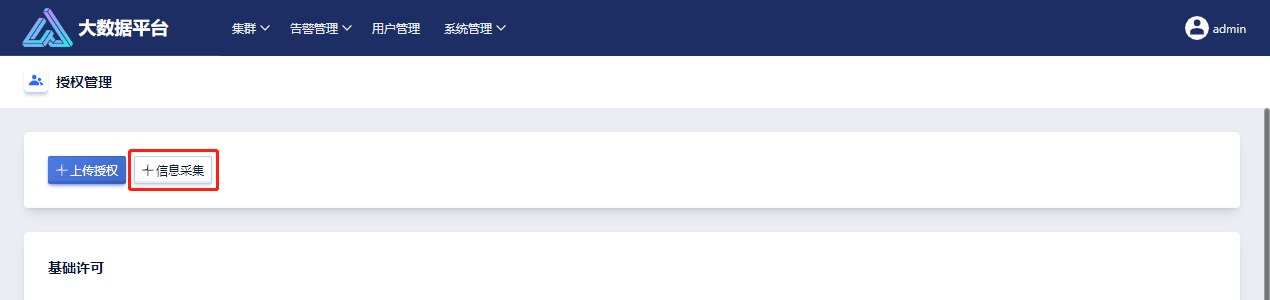 大数据平台 集群 告警管理 用户管理 系统管理 admin
授权管理
上传授权 信息采集
基础许可